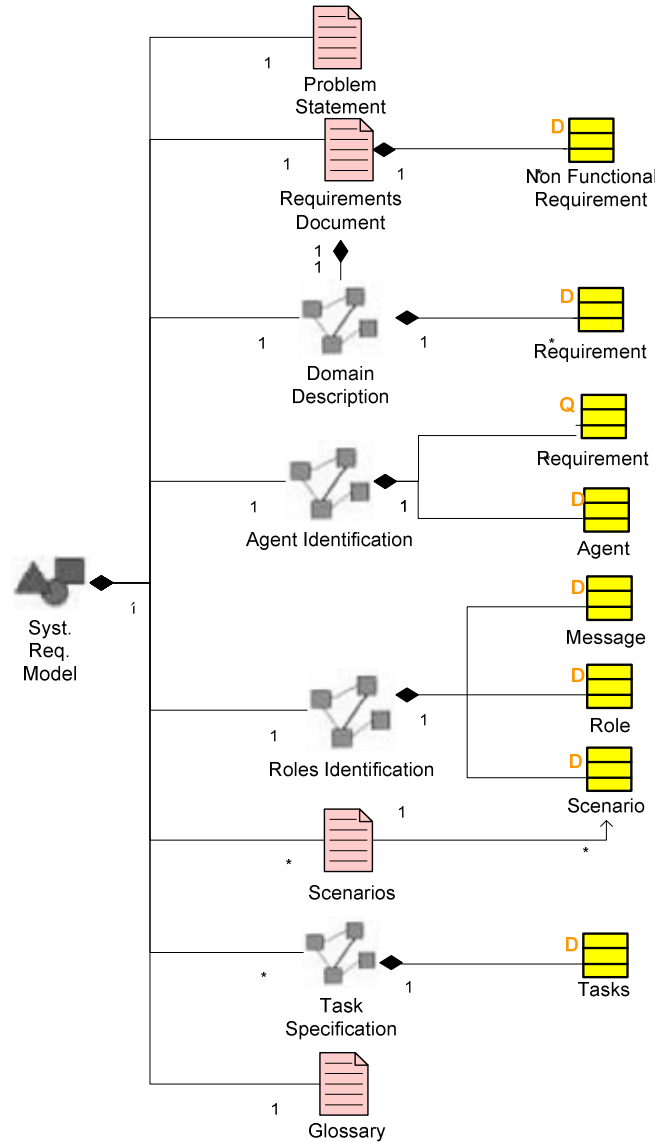 1
Problem
Statement
D
1
1
*
Non Functional
Requirement
Requirements
Document
1
1
D
1
1
*
Requirement
Domain
Description
Q
*
Requirement
1
1
D
Agent Identification
Agent
D
1
Syst.
Req.
Model
Message
D
1
1
Role
Roles Identification
D
Scenario
1
*
*
Scenarios
D
*
1
Tasks
Task
Specification
1
Glossary